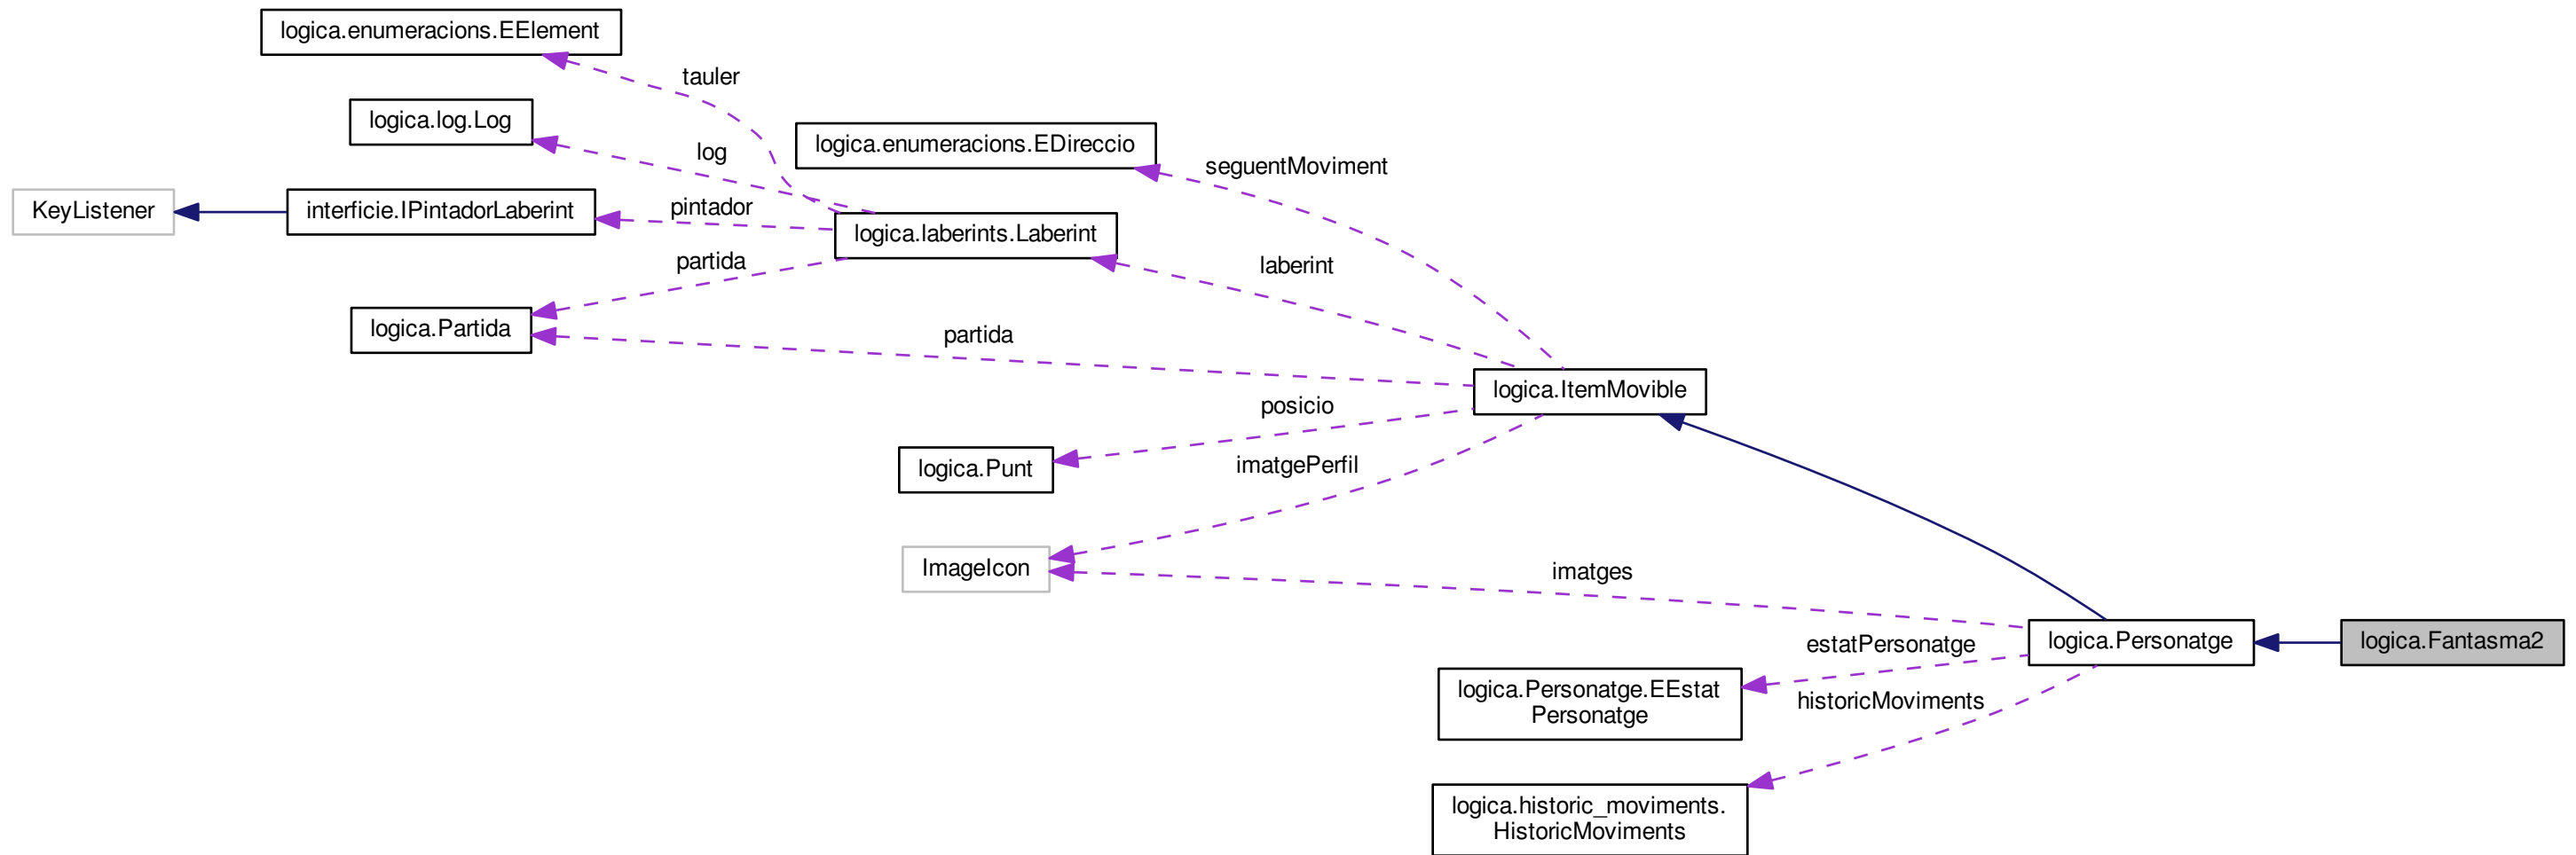 logica.enumeracions.EElement
tauler
logica.log.Log
logica.enumeracions.EDireccio
log
seguentMoviment
KeyListener
interficie.IPintadorLaberint
pintador
logica.laberints.Laberint
partida
laberint
logica.Partida
partida
logica.ItemMovible
posicio
logica.Punt
imatgePerfil
ImageIcon
imatges
logica.Personatge
logica.Fantasma2
estatPersonatge
logica.Personatge.EEstat
Personatge
historicMoviments
logica.historic_moviments.
HistoricMoviments